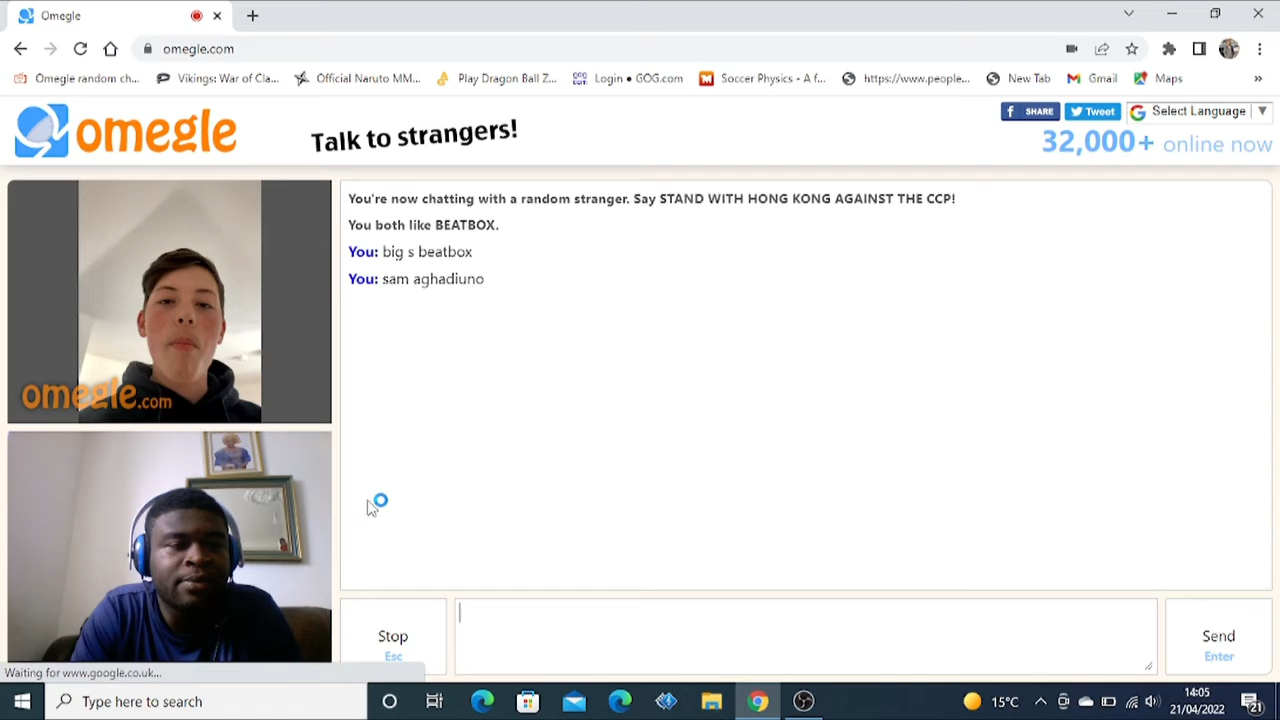 Omegle
omegle.com
Omegle random ch...
Vikings: War of Cla...
Official Naruto MM...
Play Dragon Ball Z...
Login • GOG.com
Soccer Physics - A f...
https://www.people...
New Tab
Gmail
Maps
»
omegle
Talk to strangers!
SHARE
Tweet
Select Language
32,000+ online now
You're now chatting with a random stranger. Say STAND WITH HONG KONG AGAINST THE CCP!
You both like BEATBOX.
You: big s beatbox
You: sam aghadiuno
omegle.com
Stop
Esc
Send
Enter
Waiting for www.google.co.uk...
Type here to search
15°C
14:05
21/04/2022
21